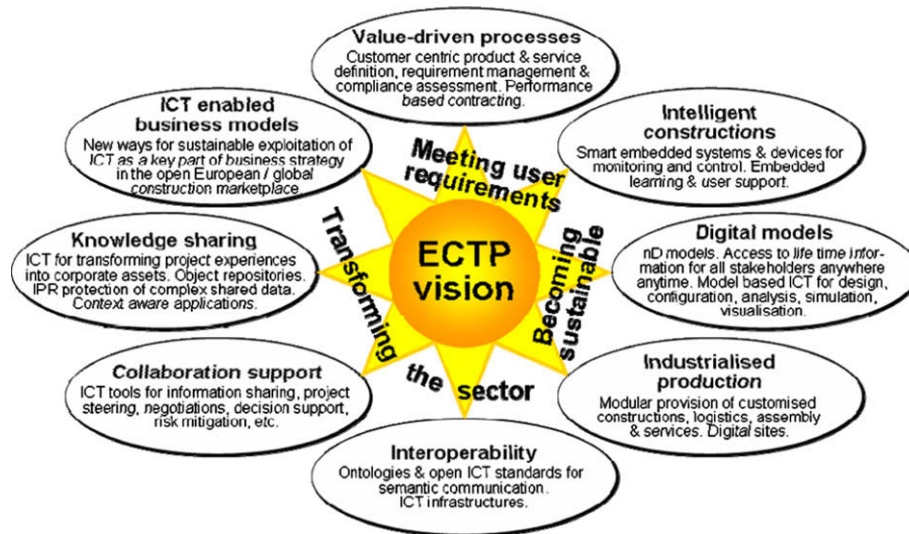 Value-driven processes
Customer centric product & service
definition, requirement management &
compliance assessment. Performance
based contracting.
ICT enabled
business models
New ways for sustainable exploitation of
ICT as a key part of business strategy
in the open European / global
construction marketplace.
Intelligent
constructions
Smart embedded systems & devices for
monitoring and control. Embedded
learning & user support.
Knowledge sharing
ICT for transforming project experiences
into corporate assets. Object repositories.
IPR protection of complex shared data.
Context aware applications.
Digital models
nD models. Access to life time infor-
mation for all stakeholders anywhere
anytime. Model based ICT for design,
configuration, analysis, simulation,
visualisation.
Collaboration support
ICT tools for information sharing, project
steering, negotiations, decision support,
risk mitigation, etc.
Industrialised
production
Modular provision of customised
constructions, logistics, assembly
& services. Digital sites.
Interoperability
Ontologies & open ICT standards for
semantic communication.
ICT infrastructures.
Meeting user
requirements
Becoming
sustainable
Transforming
the sector
ECTP
vision